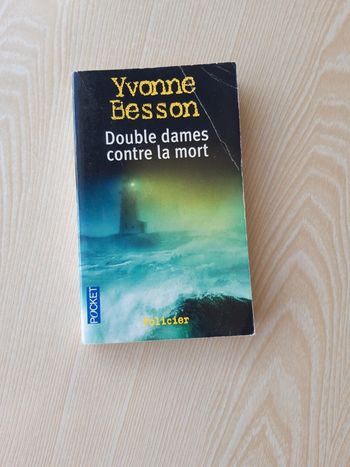 Yvonne
Besson
Double dames
contre la mort
POCKET
Policier